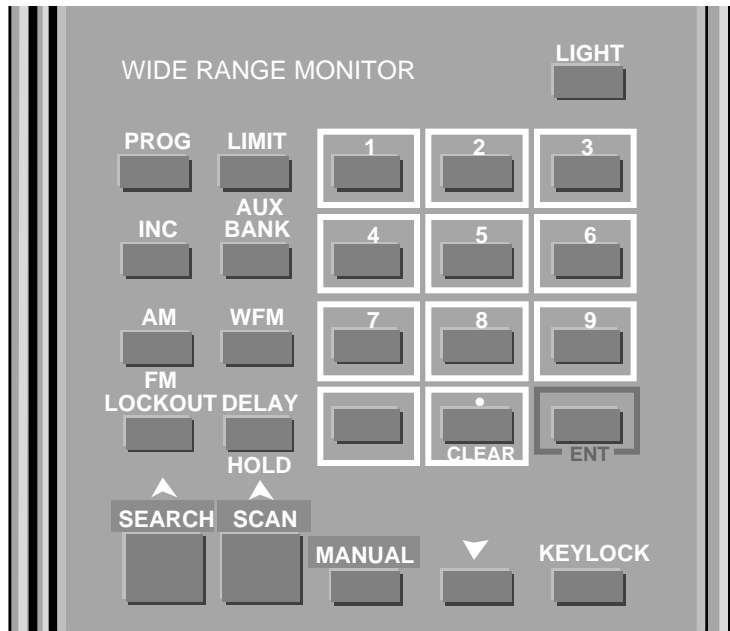 LIGHT
WIDE RANGE MONITOR
PROG LIMIT 1 2 3
AUX
INC BANK 4 5 6
AM WFM 7 8 9
FM
LOCKOUT DELAY
CLEAR ENT
HOLD
SEARCH SCAN
MANUAL KEYLOCK